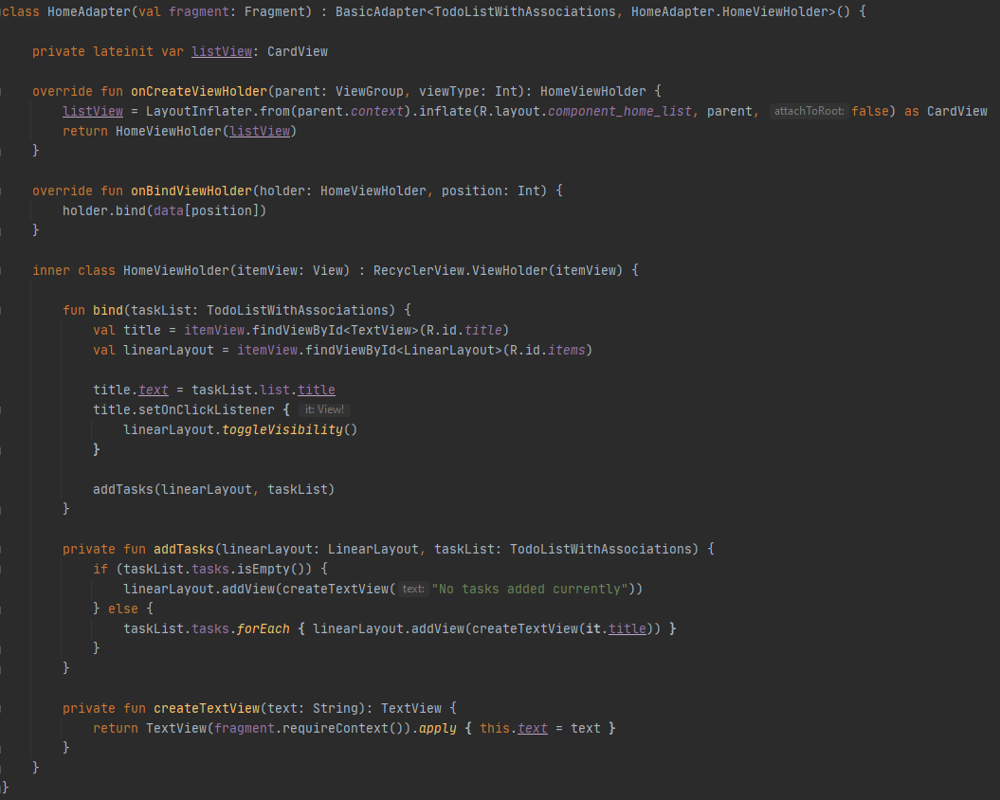 class HomeAdapter(val fragment: Fragment) : BasicAdapter<TodoListWithAssociations, HomeAdapter.HomeViewHolder>() {
    private lateinit var listView: CardView
    override fun onCreateViewHolder(parent: ViewGroup, viewType: Int): HomeViewHolder {
        listView = LayoutInflater.from(parent.context).inflate(R.layout.component_home_list, parent, attachToRoot: false) as CardView
        return HomeViewHolder(listView)
    }
    override fun onBindViewHolder(holder: HomeViewHolder, position: Int) {
        holder.bind(data[position])
    }
    inner class HomeViewHolder(itemView: View) : RecyclerView.ViewHolder(itemView) {
        fun bind(taskList: TodoListWithAssociations) {
            val title = itemView.findViewById<TextView>(R.id.title)
            val linearLayout = itemView.findViewById<LinearLayout>(R.id.items)
            title.text = taskList.list.title
            title.setOnClickListener { it: View!
                linearLayout.toggleVisibility()
            }
            addTasks(linearLayout, taskList)
        }
        private fun addTasks(linearLayout: LinearLayout, taskList: TodoListWithAssociations) {
            if (taskList.tasks.isEmpty()) {
                linearLayout.addView(createTextView( text: "No tasks added currently"))
            } else {
                taskList.tasks.forEach { linearLayout.addView(createTextView(it.title)) }
            }
        }
        private fun createTextView(text: String): TextView {
            return TextView(fragment.requireContext()).apply { this.text = text }
        }
    }
}